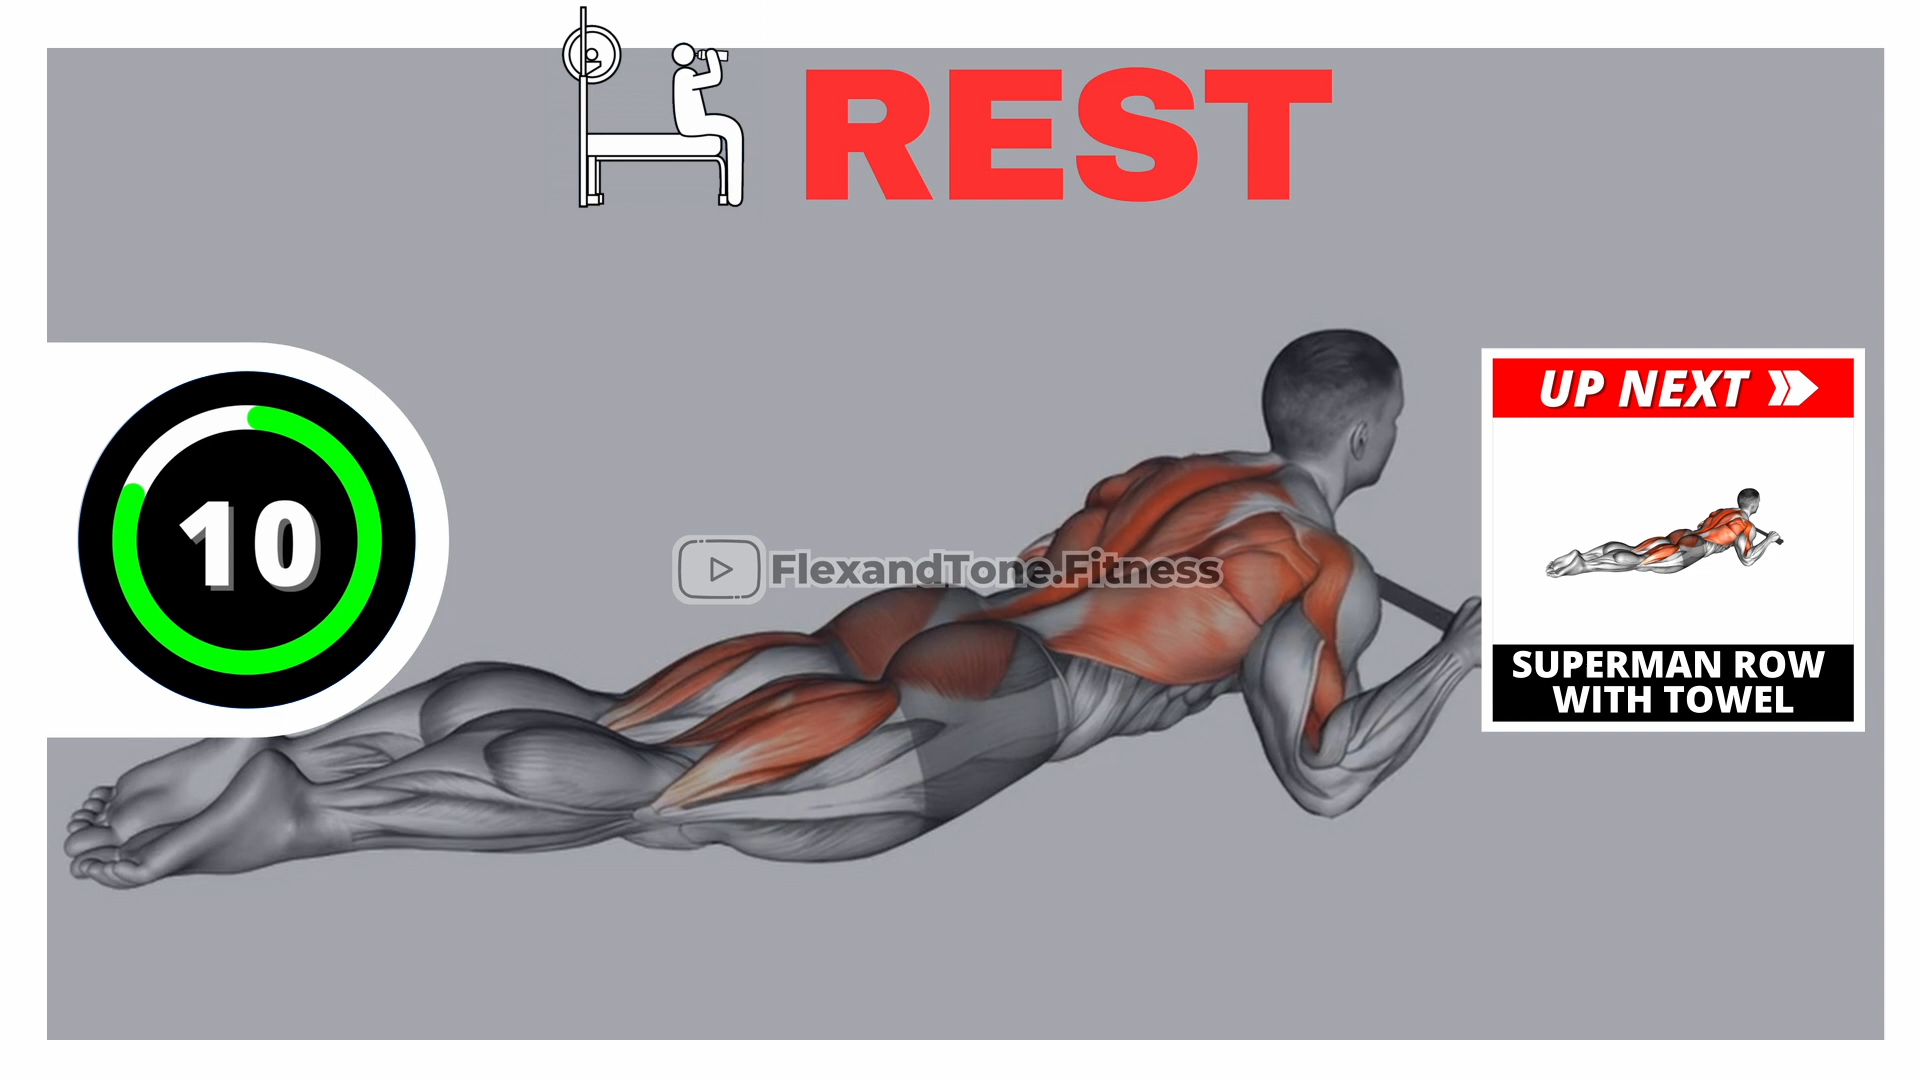 REST
10
FlexandTone.Fitness
UP NEXT
SUPERMAN ROW
WITH TOWEL